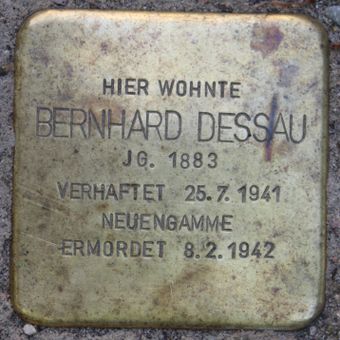 HIER WOHNTE
BERNHARD DESSAU
JG. 1883
VERHAFTET 25.7.1941
NEUENGAMME
ERMORDET 8.2.1942